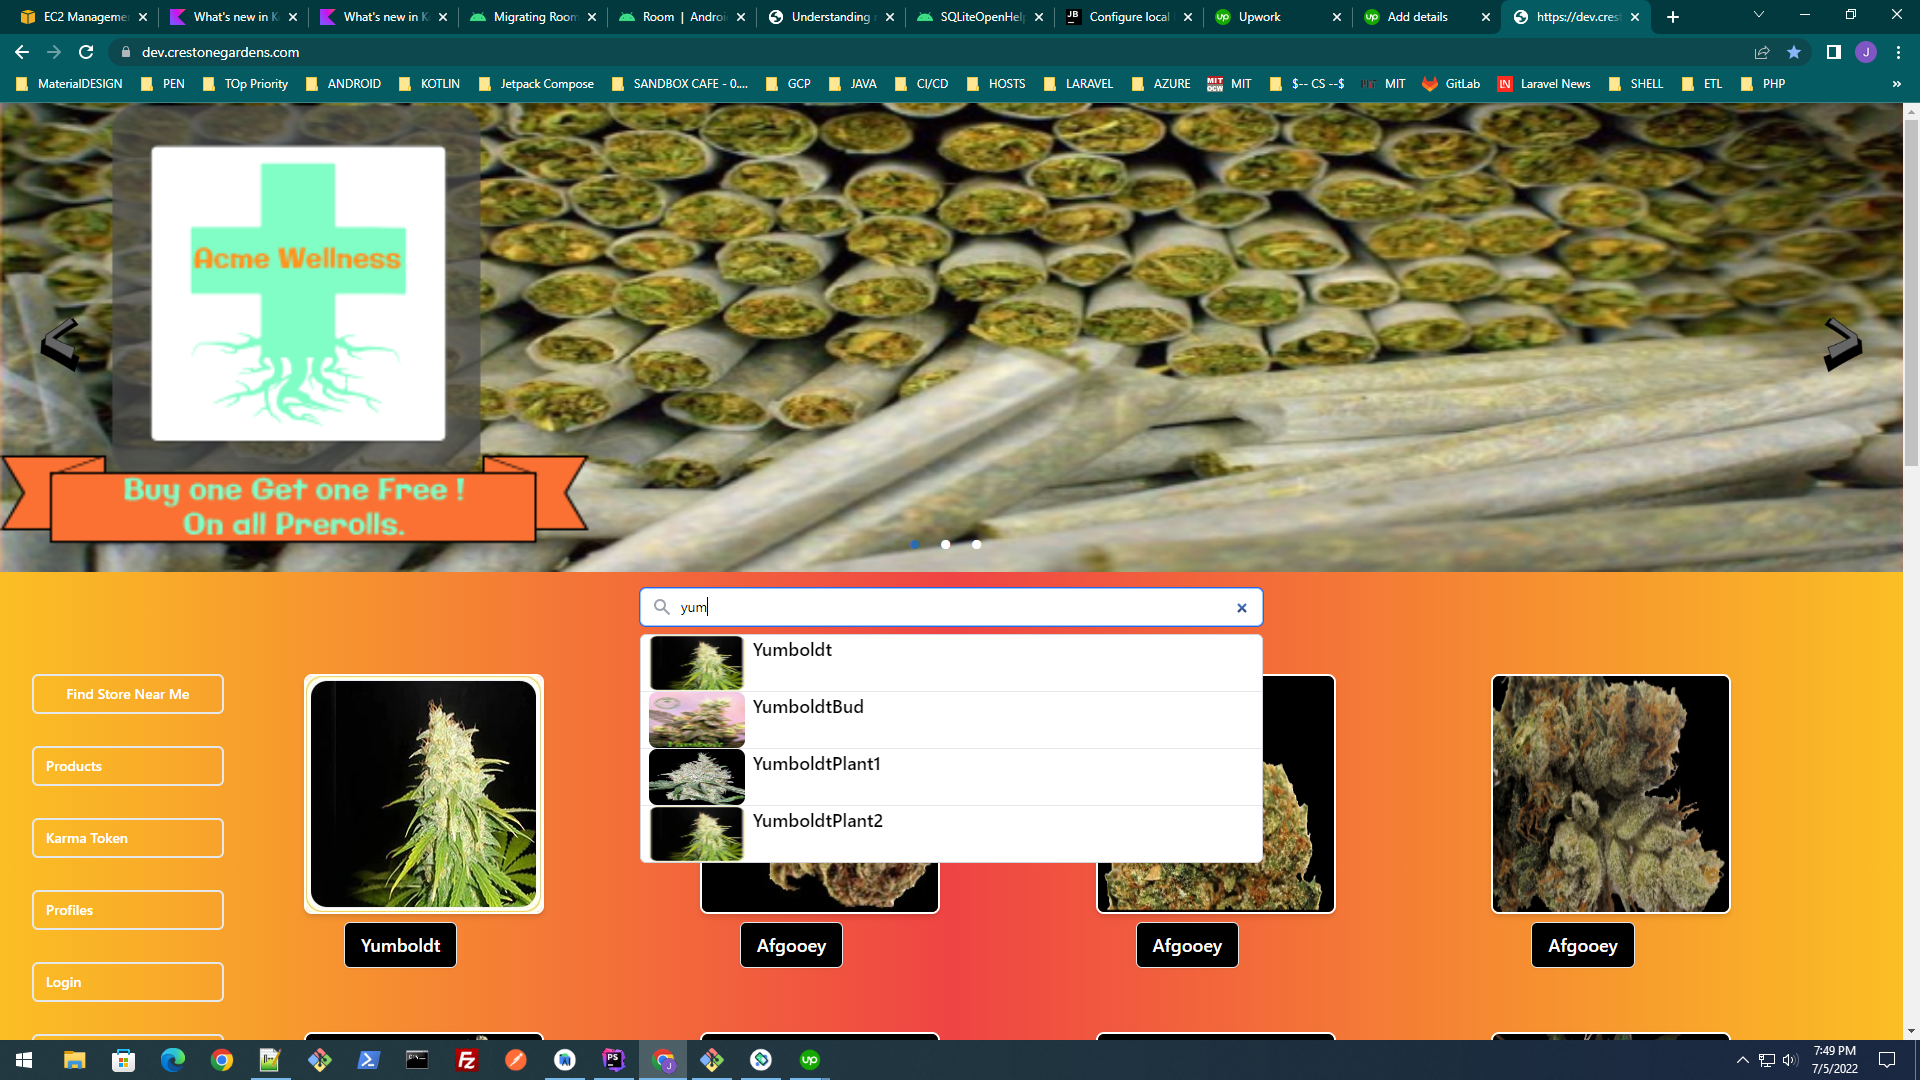 EC2 Manageme
What's new in K
What's new in K
Migrating Room
Room | Androi
Understanding
SQLiteOpenHel
Configure local
Upwork
Add details
https://dev.cres
dev.crestonegardens.com
J
MaterialDESIGN
PEN
TOp Priority
ANDROID
KOTLIN
Jetpack Compose
SANDBOX CAFE - 0....
GCP
JAVA
CI/CD
HOSTS
LARAVEL
AZURE
MIT
GitLab
$-- CS --$
MIT
Laravel News
SHELL
ETL
PHP
»
Acme Wellness
Buy one Get one Free !
On all Prerolls.
yum
Yumboldt
YumboldtBud
YumboldtPlant1
YumboldtPlant2
Find Store Near Me
Products
Karma Token
Profiles
Login
Yumboldt
Afgooey
Afgooey
Afgooey
7:49 PM
7/5/2022